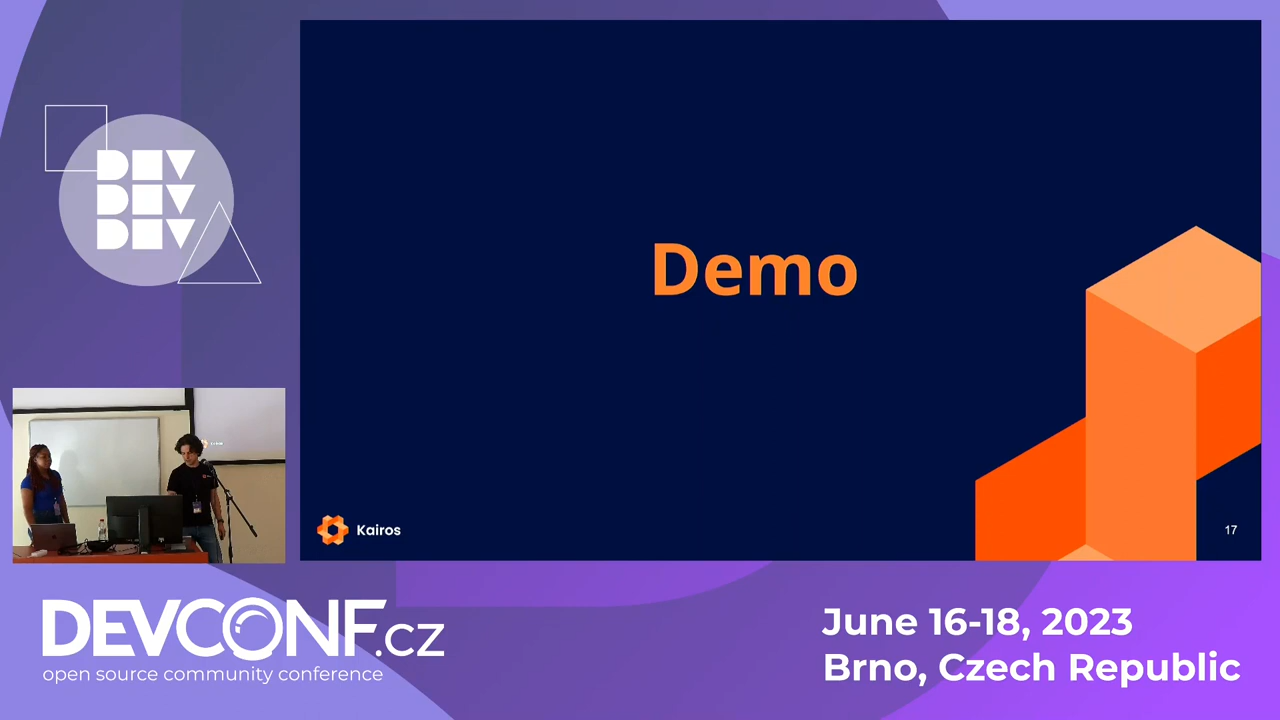 DEV
DEV
DEV
Demo
Kairos
17
DEVCONF.CZ
open source community conference
June 16-18, 2023
Brno, Czech Republic